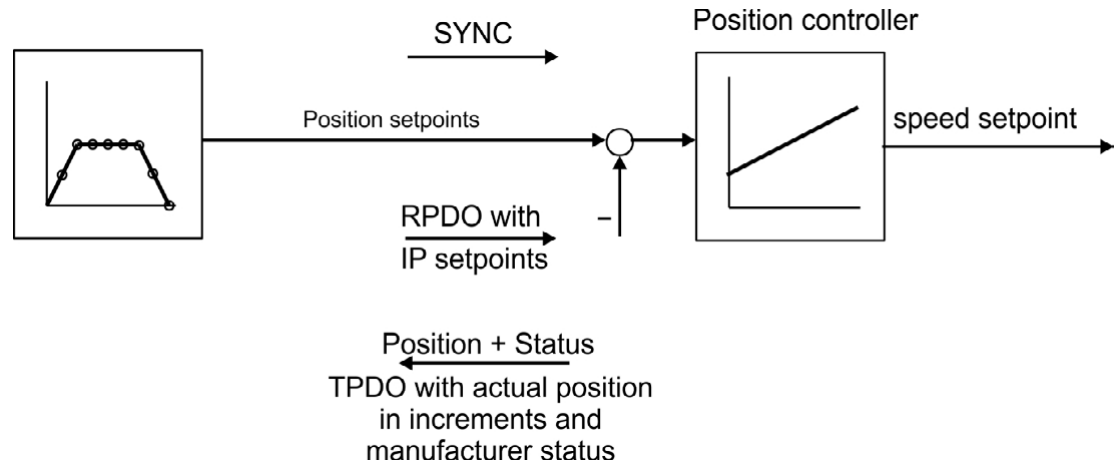 Position controller
SYNC
Position setpoints
speed setpoint
RPDO with
IP setpoints
–
Position + Status
TPDO with actual position
in increments and
manufacturer status